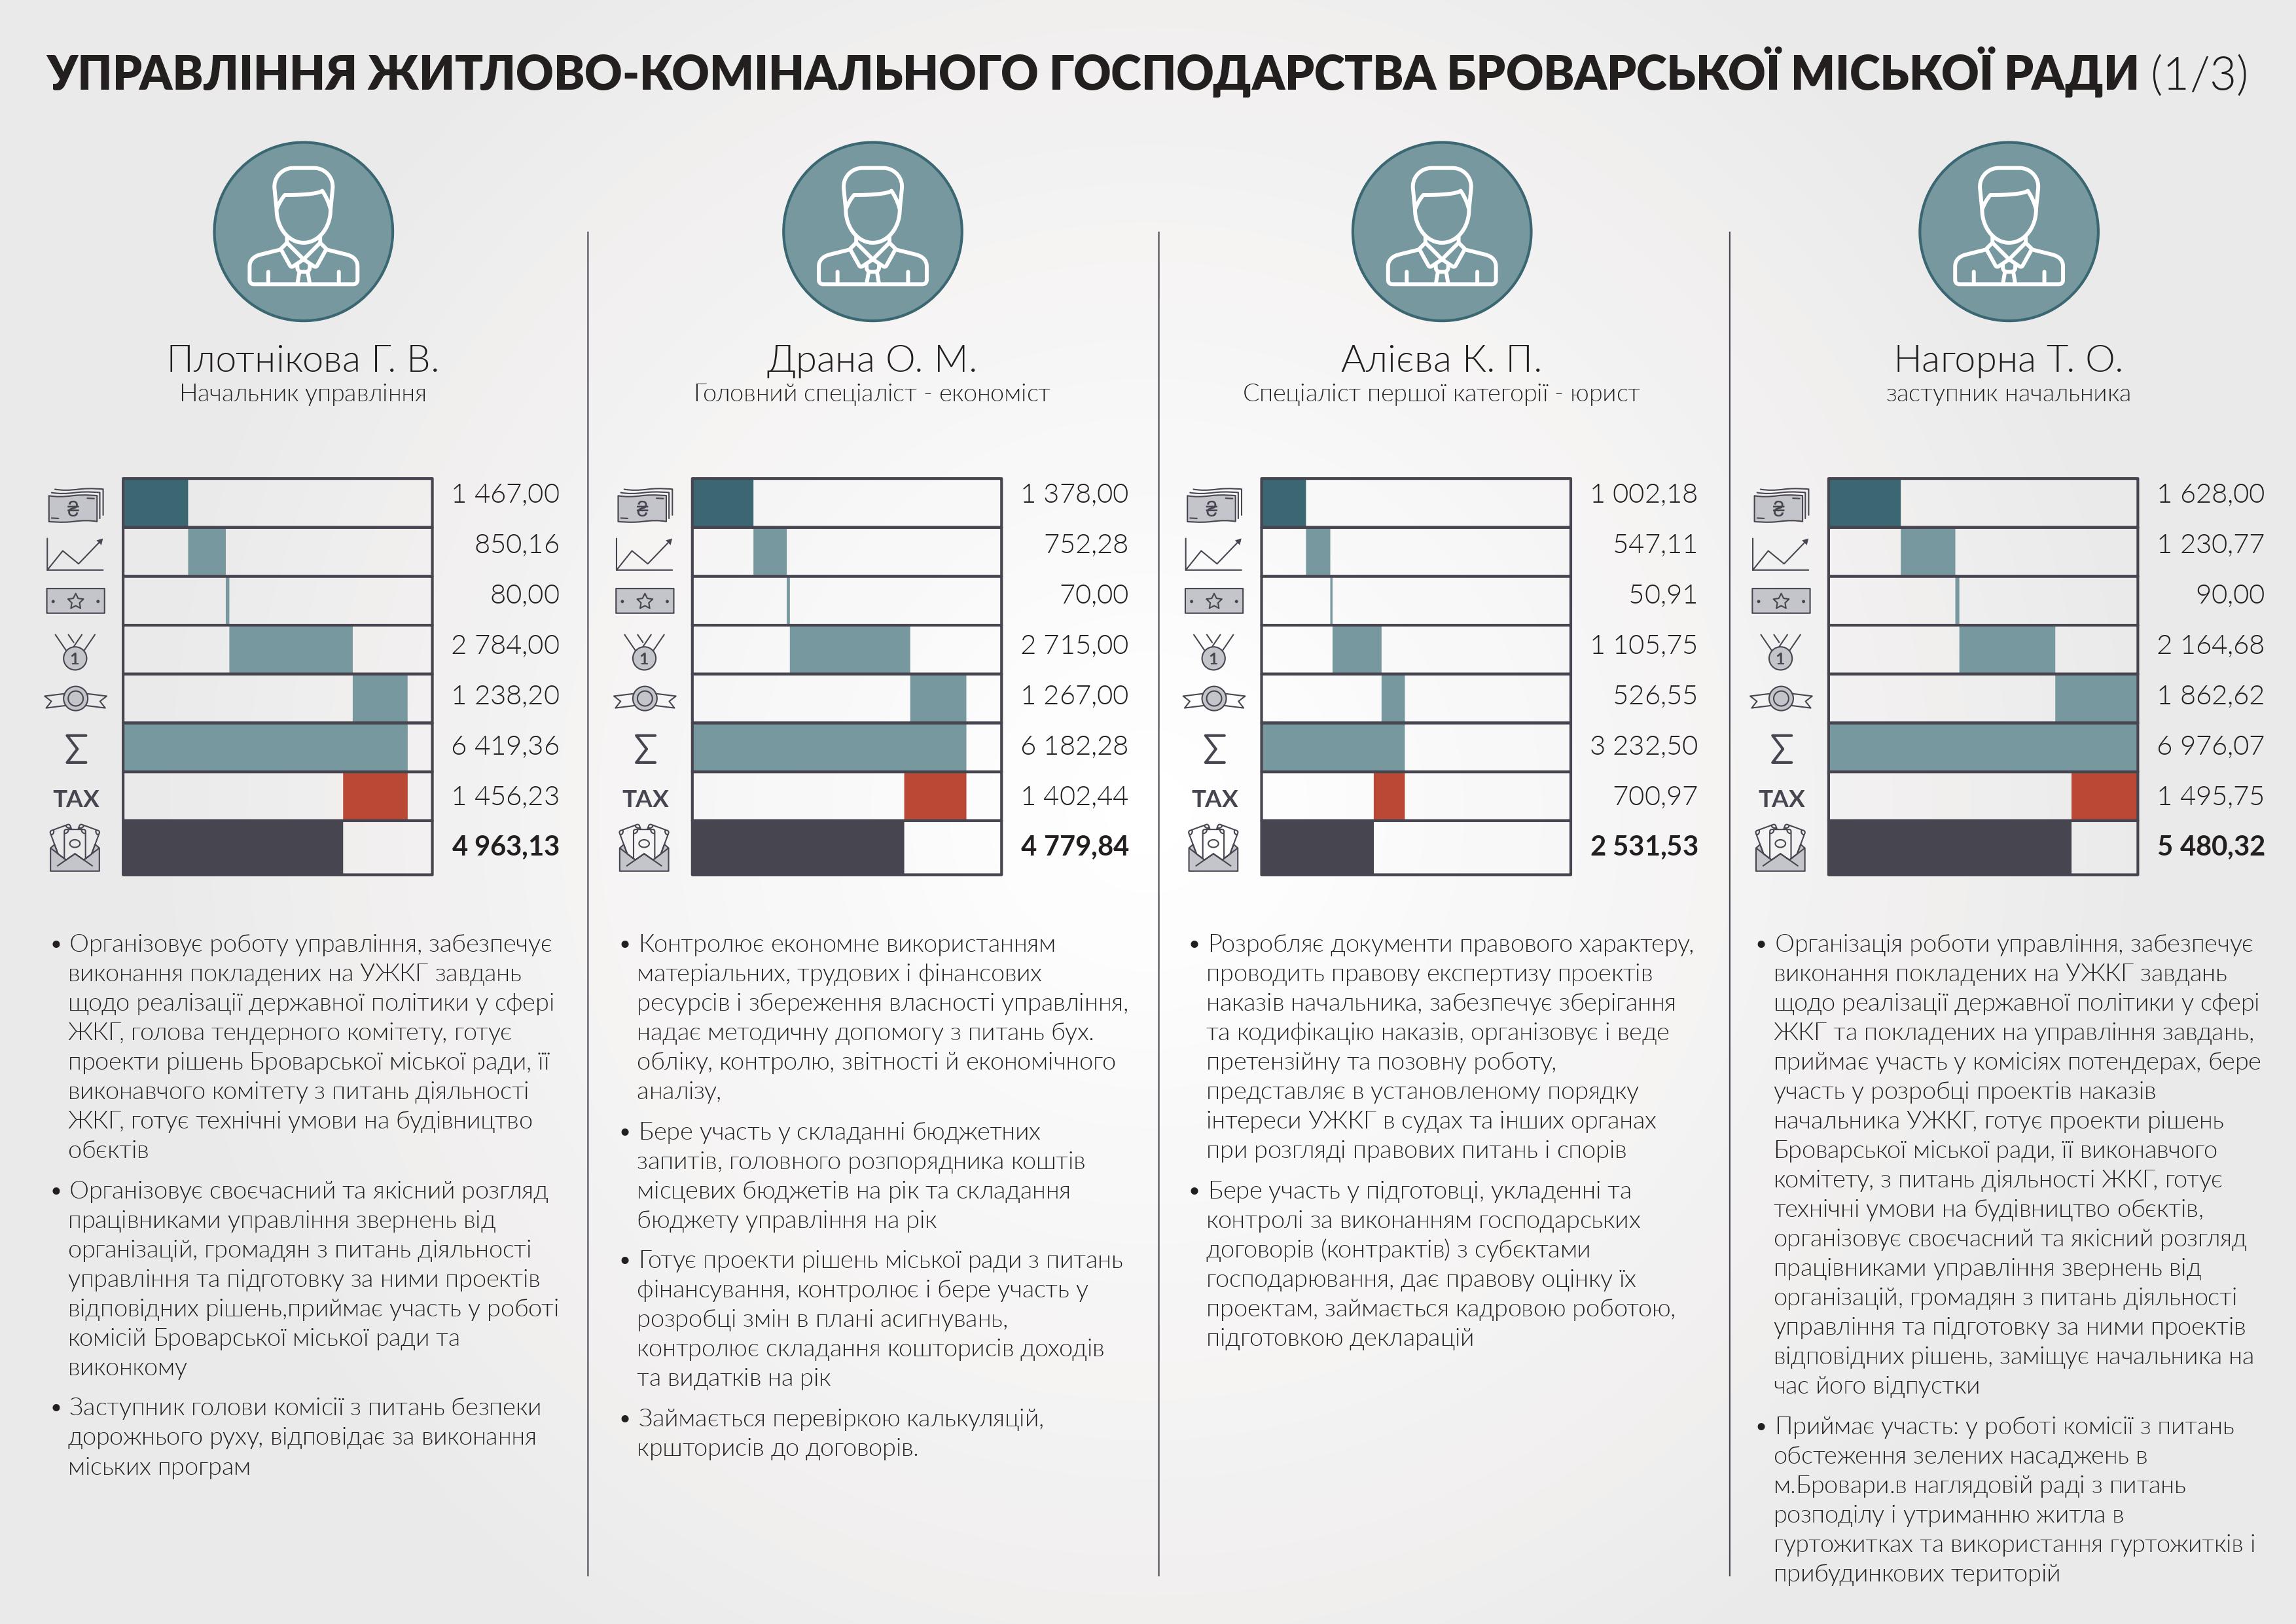 УПРАВЛІННЯ ЖИТЛОВО-КОМІНАЛЬНОГО ГОСПОДАРСТВА БРОВАРСЬКОЇ МІСЬКОЇ РАДИ (1/3)
Плотнікова Г. В.
Начальник управління
₴
1 467,00
850,16
80,00
1
2 784,00
1 238,20
Σ
6 419,36
TAX
1 456,23
4 963,13
• Організовує роботу управління, забезпечує
виконання покладених на УЖКГ завдань
щодо реалізації державної політики у сфері
ЖКГ, голова тендерного комітету, готує
проекти рішень Броварської міської ради, її
виконавчого комітету з питань діяльності
ЖКГ, готує технічні умови на будівництво
обєктів
• Організовує своєчасний та якісний розгляд
працівниками управління звернень від
організацій, громадян з питань діяльності
управління та підготовку за ними проектів
відповідних рішень,приймає участь у роботі
комісій Броварської міської ради та
виконкому
• Заступник голови комісії з питань безпеки
дорожнього руху, відповідає за виконання
міських програм
Драна О. М.
Головний спеціаліст - економіст
₴
1 378,00
752,28
70,00
1
2 715,00
1 267,00
Σ
6 182,28
TAX
1 402,44
4 779,84
• Контролює економне використанням
матеріальних, трудових і фінансових
ресурсів і збереження власності управління,
надає методичну допомогу з питань бух.
обліку, контролю, звітності й економічного
аналізу,
• Бере участь у складанні бюджетних
запитів, головного розпорядника коштів
місцевих бюджетів на рік та складання
бюджету управління на рік
• Готує проекти рішень міської ради з питань
фінансування, контролює і бере участь у
розробці змін в плані асигнувань,
контролює складання кошторисів доходів
та видатків на рік
• Займається перевіркою калькуляцій,
крштορисів до договорів.
Алієва К. П.
Спеціаліст першої категорії - юрист
₴
1 002,18
547,11
50,91
1
1 105,75
526,55
Σ
3 232,50
TAX
700,97
2 531,53
• Розробляє документи правового характеру,
проводить правову експертизу проектів
наказів начальника, забезпечує зберігання
та кодифікацію наказів, організовує і веде
претензійну та позовну роботу,
представляє в установленому порядку
інтереси УЖКГ в судах та інших органах
при розгляді правових питань і спорів
• Бере участь у підготовці, укладенні та
контролі за виконанням господарських
договорів (контрактів) з субєктами
господарювання, дає правову оцінку їх
проектам, займається кадровою роботою,
підготовкою декларацій
Нагорна Т. О.
заступник начальника
₴
1 628,00
1 230,77
90,00
1
2 164,68
1 862,62
Σ
6 976,07
TAX
1 495,75
5 480,32
• Організація роботи управління, забезпечує
виконання покладених на УЖКГ завдань
щодо реалізації державної політики у сфері
ЖКГ та покладених на управління завдань,
приймає участь у комісіях потендерах, бере
участь у розробці проектів наказів
начальника УЖКГ, готує проекти рішень
Броварської міської ради, її виконавчого
комітету, з питань діяльності ЖКГ, готує
технічні умови на будівництво обєктів,
організовує своєчасний та якісний розгляд
працівниками управління звернень від
організацій, громадян з питань діяльності
управління та підготовку за ними проектів
відповідних рішень, заміщує начальника на
час його відпустки
• Приймає участь: у роботі комісії з питань
обстеження зелених насаджень в
м.Бровари.в наглядовій раді з питань
розподілу і утриманню житла в
гуртожитках та використання гуртожитків і
прибудинкових територій